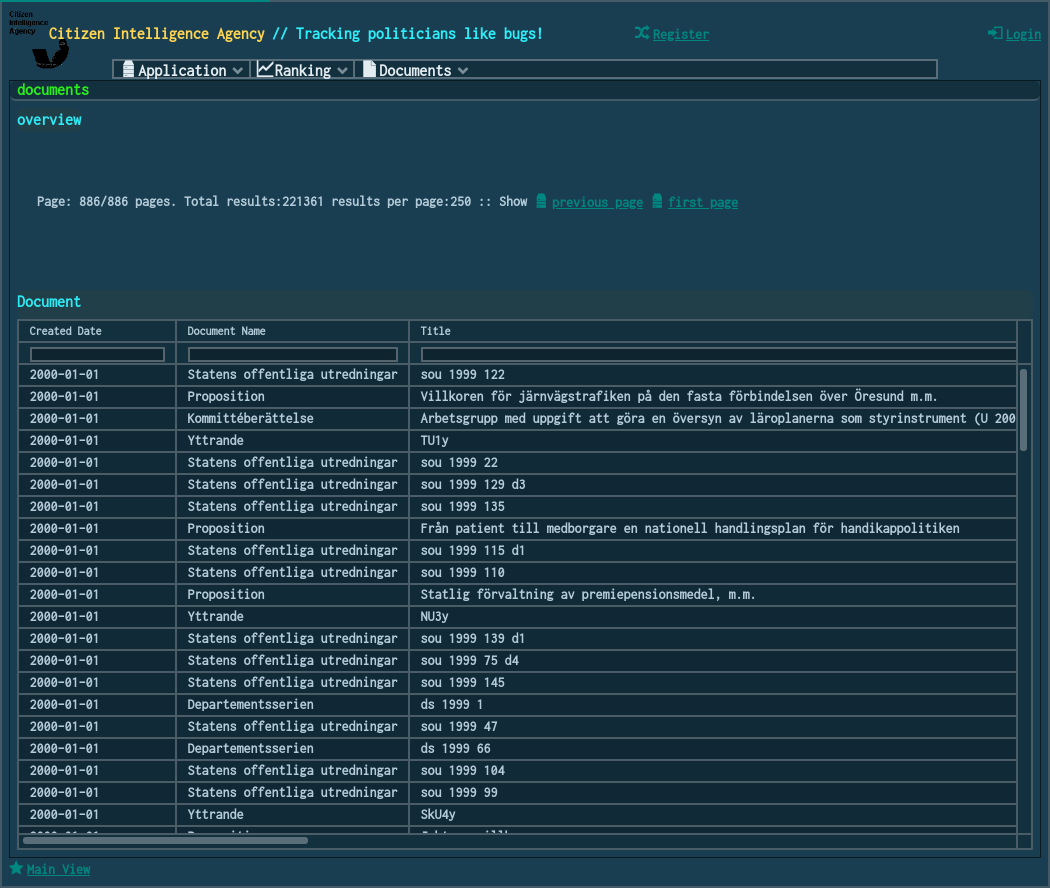 Citizen
Intelligence
Agency
Citizen Intelligence Agency // Tracking politicians like bugs!
Register
Login
Application
Ranking
Documents
documents
overview
Page: 886/886 pages. Total results:221361 results per page:250 :: Show previous page first page
Document
Created Date Document Name Title
2000-01-01 Statens offentliga utredningar sou 1999 122
2000-01-01 Proposition Villkoren för järnvägstrafiken på den fasta förbindelsen över Öresund m.m.
2000-01-01 Kommittéberättelse Arbetsgrupp med uppgift att göra en översyn av läroplanerna som styrinstrument (U 200
2000-01-01 Yttrande TU1y
2000-01-01 Statens offentliga utredningar sou 1999 22
2000-01-01 Statens offentliga utredningar sou 1999 129 d3
2000-01-01 Statens offentliga utredningar sou 1999 135
2000-01-01 Proposition Från patient till medborgare en nationell handlingsplan för handikappolitiken
2000-01-01 Statens offentliga utredningar sou 1999 115 d1
2000-01-01 Statens offentliga utredningar sou 1999 110
2000-01-01 Proposition Statlig förvaltning av premiepensionsmedel, m.m.
2000-01-01 Yttrande NU3y
2000-01-01 Statens offentliga utredningar sou 1999 139 d1
2000-01-01 Statens offentliga utredningar sou 1999 75 d4
2000-01-01 Statens offentliga utredningar sou 1999 145
2000-01-01 Departementsserien ds 1999 1
2000-01-01 Statens offentliga utredningar sou 1999 47
2000-01-01 Departementsserien ds 1999 66
2000-01-01 Statens offentliga utredningar sou 1999 104
2000-01-01 Statens offentliga utredningar sou 1999 99
2000-01-01 Yttrande SkU4y
Main View